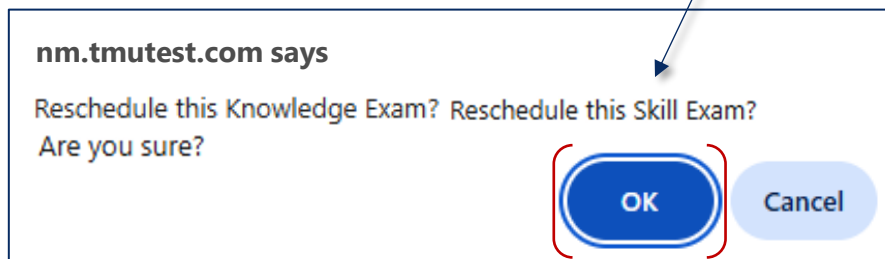 nm.tmutest.com says
Reschedule this Knowledge Exam? Reschedule this Skill Exam?
Are you sure?
OK Cancel